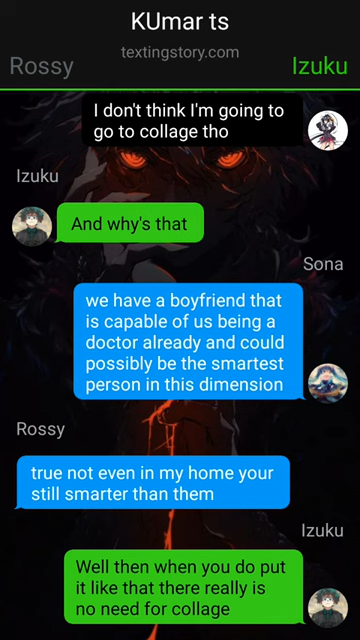 KUmar ts
textingstory.com
Rossy
Izuku
I don't think I'm going to
go to collage tho
Izuku
And why's that
Sona
we have a boyfriend that
is capable of us being a
doctor already and could
possibly be the smartest
person in this dimension
Rossy
true not even in my home your
still smarter than them
Izuku
Well then when you do put
it like that there really is
no need for collage